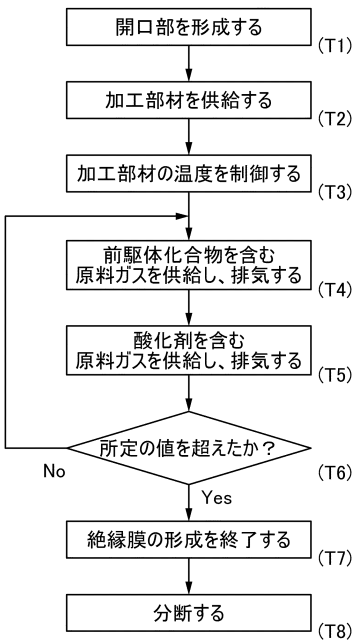 開口部を形成する
(T1)
加工部材を供給する
(T2)
加工部材の温度を制御する
(T3)
前駆体化合物を含む
原料ガスを供給し、排気する
(T4)
酸化剤を含む
原料ガスを供給し、排気する
(T5)
所定の値を超えたか？
(T6)
No
Yes
絶縁膜の形成を終了する
(T7)
分断する
(T8)